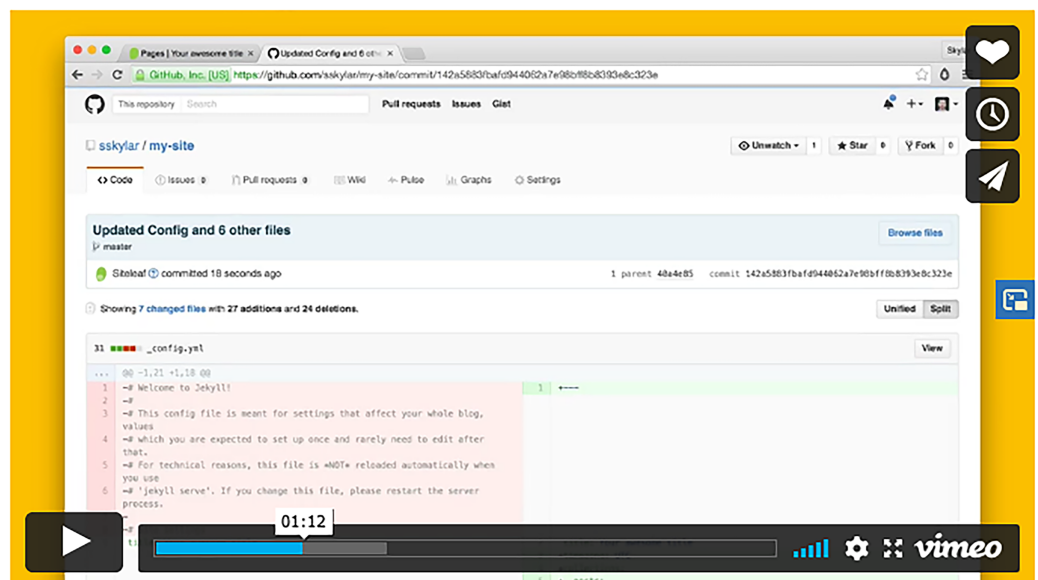 Pages | Your awesome title × Updated Config and 6 oth ×
GitHub, Inc. [US] https://github.com/sskylar/my-site/commit/142a5883fbafd944062a7e98bff8b8393e8c323e
This repository Search Pull requests Issues Gist
sskylar / my-site Unwatch 1 Star 0 Fork 0
Code Issues 0 Pull requests 0 Wiki Pulse Graphs Settings
Updated Config and 6 other files Browse files
master
Siteleaf committed 18 seconds ago 1 parent 40a4e85 commit 142a5883fbafd944062a7e98bff8b8393e8c323e
Showing 7 changed files with 27 additions and 24 deletions. Unified Split
31 _config.yml View
... @@ -1,21 +1,18 @@
1 -# Welcome to Jekyll! 1 +---
2 -#
3 -# This config file is meant for settings that affect your whole blog,
values
4 -# which you are expected to set up once and rarely need to edit after
that.
5 -# For technical reasons, this file is *NOT* reloaded automatically when
you use
6 -# 'jekyll serve'. If you change this file, please restart the server
process.
01:12
vimeo